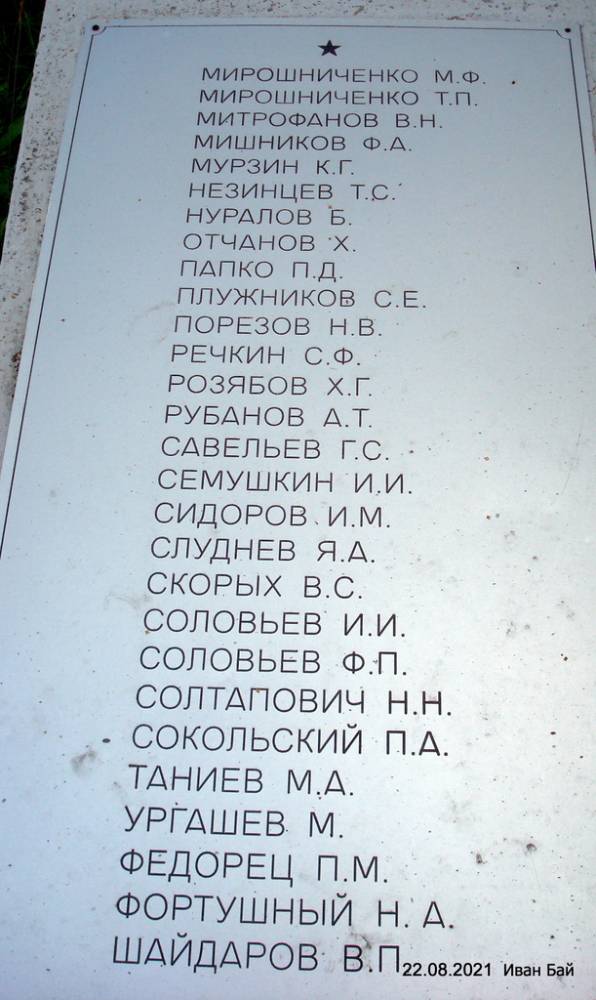 МИРОШНИЧЕНКО М.Ф.
МИРОШНИЧЕНКО Т.П.
МИТРОФАНОВ В.Н.
МИШНИКОВ Ф.А.
МУРЗИН К.Г.
НЕЗИНЦЕВ Т.С.
НУРАЛОВ Б.
ОТЧАНОВ Х.
ПАПКО П.Д.
ПЛУЖНИКОВ С.Е.
ПОРЕЗОВ Н.В.
РЕЧКИН С.Ф.
РОЗЯБОВ Х.Г.
РУБАНОВ А.Т.
САВЕЛЬЕВ Г.С.
СЕМУШКИН И.И.
СИДОРОВ И.М.
СЛУДНЕВ Я.А.
СКОРЫХ В.С.
СОЛОВЬЕВ И.И.
СОЛОВЬЕВ Ф.П.
СОЛТАПОВИЧ Н.Н.
СОКОЛЬСКИЙ П.А.
ТАНИЕВ М.А.
УРГАШЕВ М.
ФЕДОРЕЦ П.М.
ФОРТУШНЫЙ Н. А.
ШАЙДАРОВ В.П
22.08.2021 Иван Бай